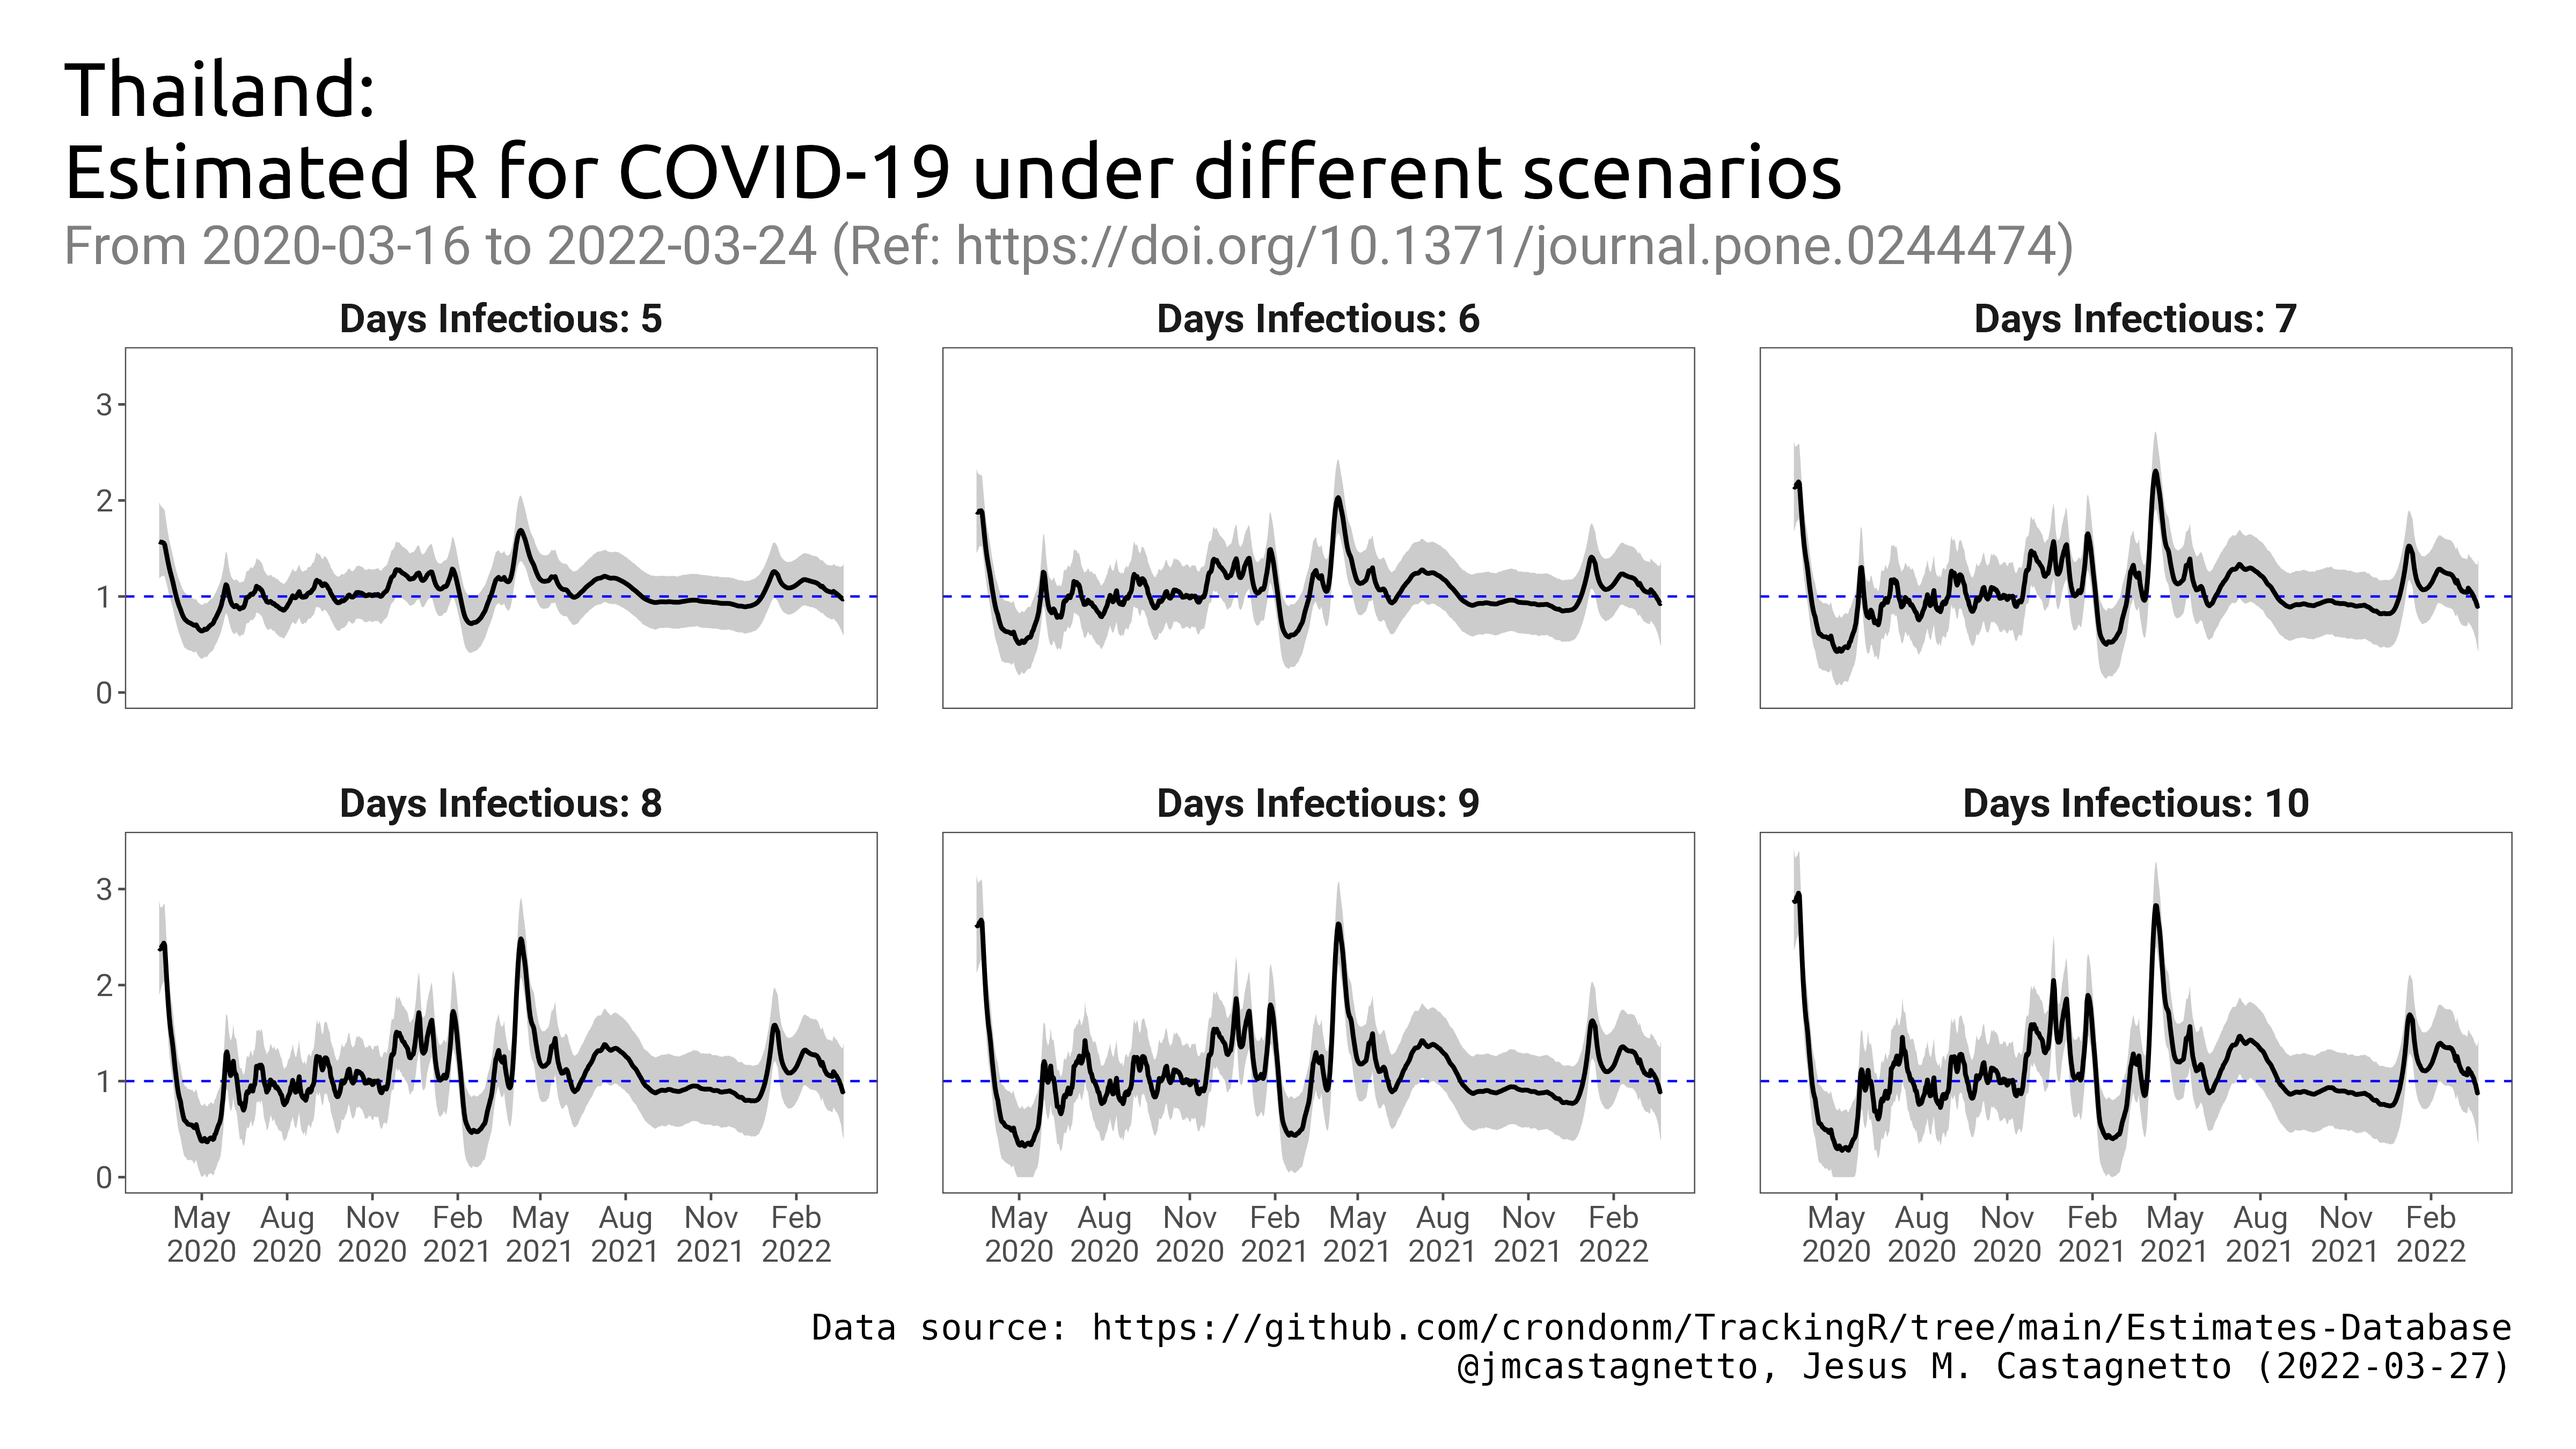 Thailand:
Estimated R for COVID-19 under different scenarios
From 2020-03-16 to 2022-03-24 (Ref: https://doi.org/10.1371/journal.pone.0244474)
Days Infectious: 5
Days Infectious: 6
Days Infectious: 7
3
2
1
0
Days Infectious: 8
Days Infectious: 9
Days Infectious: 10
3
2
1
0
May Aug Nov Feb May Aug Nov Feb
2020 2020 2020 2021 2021 2021 2021 2022
May Aug Nov Feb May Aug Nov Feb
2020 2020 2020 2021 2021 2021 2021 2022
May Aug Nov Feb May Aug Nov Feb
2020 2020 2020 2021 2021 2021 2021 2022
Data source: https://github.com/crondonm/TrackingR/tree/main/Estimates-Database
@jmcastagnetto, Jesus M. Castagnetto (2022-03-27)